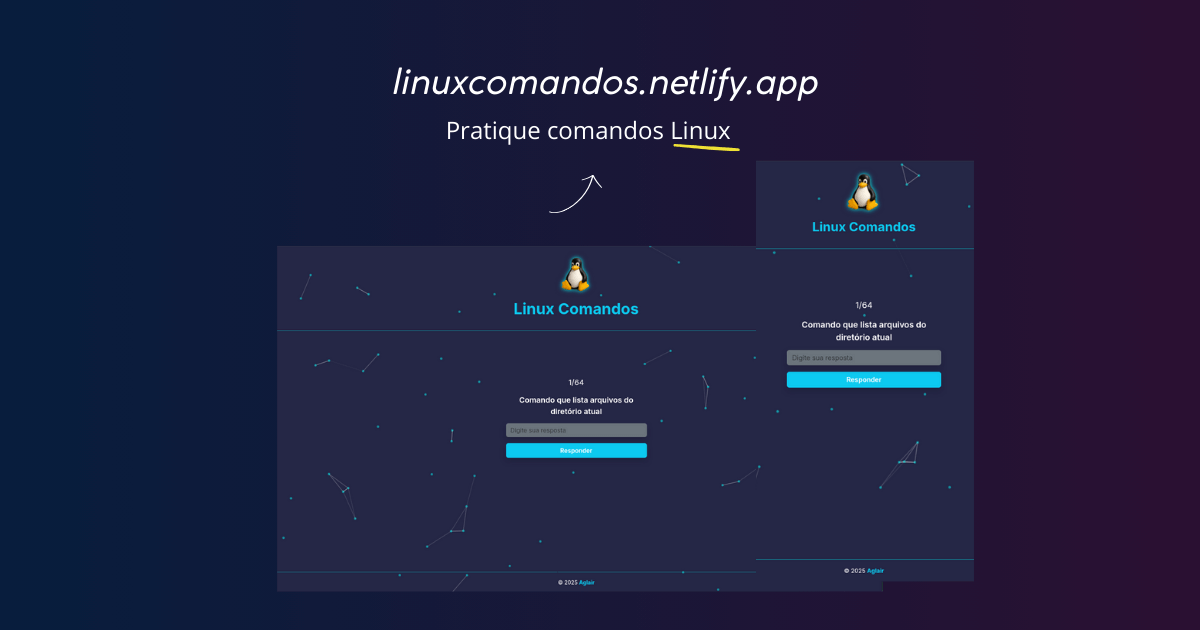 linuxcomandos.netlify.app
Pratique comandos Linux
Linux Comandos
1/64
Comando que lista arquivos do
diretório atual
Digite sua resposta
Responder
© 2025 Aglair
Linux Comandos
1/64
Comando que lista arquivos do
diretório atual
Digite sua resposta
Responder
© 2025 Aglair